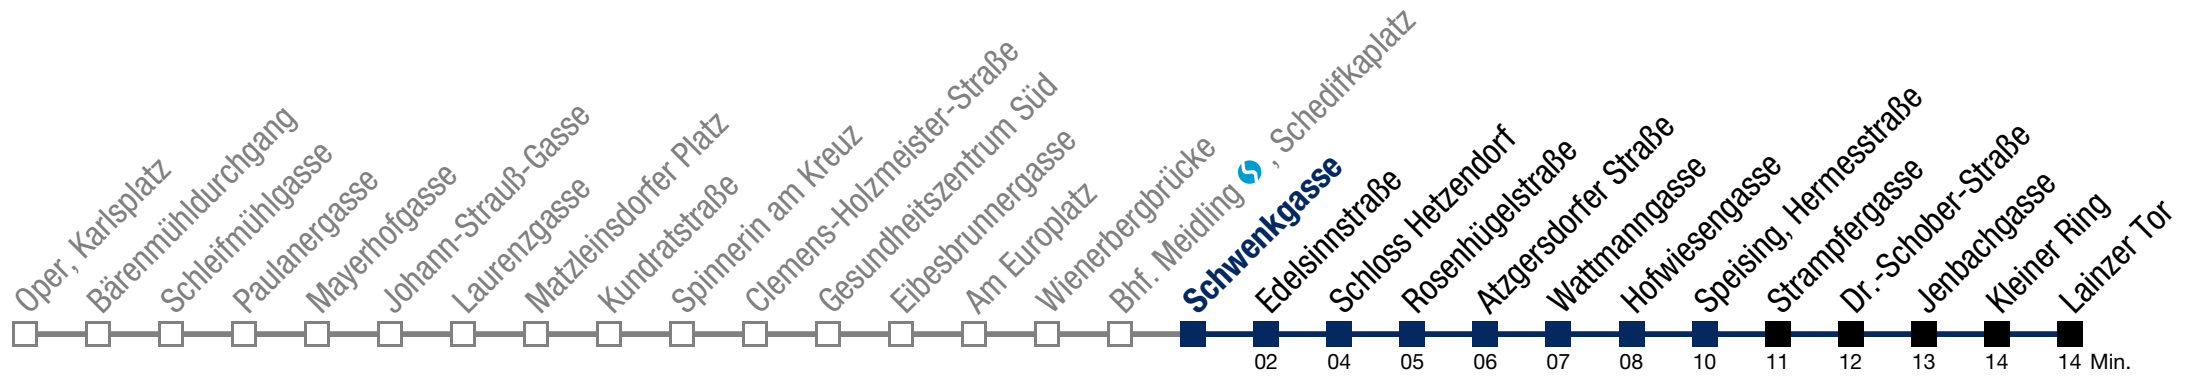 Oper, Karlsplatz
Bärenmühldurchgang
Schleifmühlgasse
Paulanergasse
Mayerhofgasse
Johann-Strauß-Gasse
Laurenzgasse
Matzleinsdorfer Platz
Kundratstraße
Spinnerin am Kreuz
Clemens-Holzmeister-Straße
Gesundheitszentrum Süd
Eibesbrunnergasse
Am Europlatz
Wienerbergbrücke
Bhf. Meidling , Schedifkaplatz
Schwenkgasse
Edelsinnstraße
Schloss Hetzendorf
Rosenhügelstraße
Atzgersdorfer Straße
Wattmanngasse
Hofwiesengasse
Speising, Hermesstraße
Strampfergasse
Dr.-Schober-Straße
Jenbachgasse
Kleiner Ring
Lainzer Tor
02 04 05 06 07 08 10 11 12 13 14 14 Min.